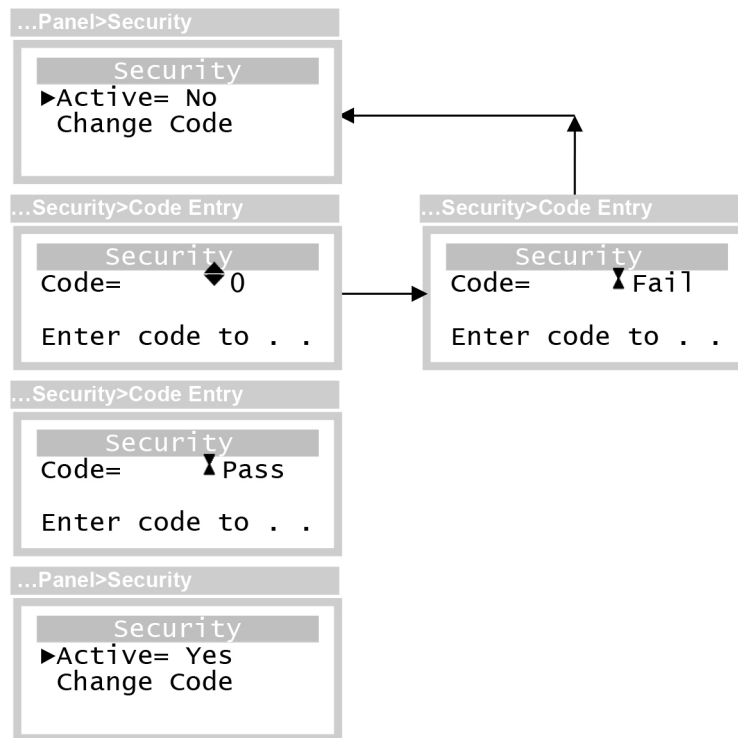 ...Panel>Security
Security
►Active= No
Change Code
...Security>Code Entry
Security
Code= 0
Enter code to . .
...Security>Code Entry
Security
Code= Fail
Enter code to . .
...Security>Code Entry
Security
Code= Pass
Enter code to . .
...Panel>Security
Security
►Active= Yes
Change Code